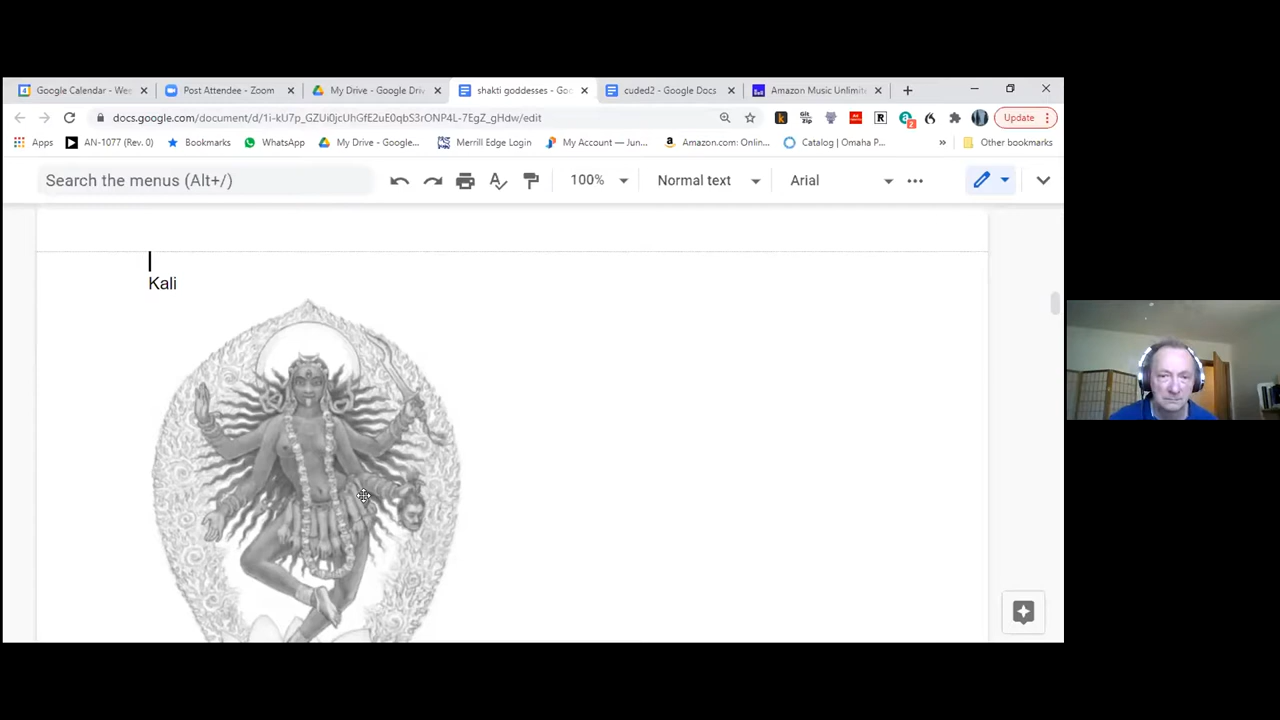 Google Calendar - Wee
Post Attendee - Zoom
My Drive - Google Driv
shakti goddesses - Goo
cuded2 - Google Docs
Amazon Music Unlimite
docs.google.com/document/d/1i-kU7p_GZUi0jcUhGfE2uE0qbS3rONP4L-7EgZ_gHdw/edit
Update
Apps
AN-1077 (Rev. 0)
Bookmarks
WhatsApp
My Drive - Google...
Merrill Edge Login
My Account — Jun...
Amazon.com: Onlin...
Catalog | Omaha P...
»
Other bookmarks
Search the menus (Alt+/)
100%
Normal text
Arial
Kali